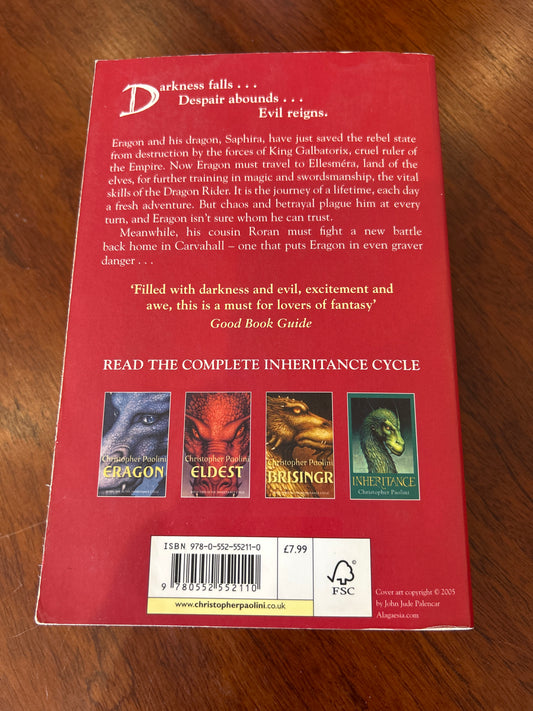 Darkness falls . . .
Despair abounds . . .
Evil reigns.
Eragon and his dragon, Saphira, have just saved the rebel state
from destruction by the forces of King Galbatorix, cruel ruler of
the Empire. Now Eragon must travel to Ellesméra, land of the
elves, for further training in magic and swordsmanship, the vital
skills of the Dragon Rider. It is the journey of a lifetime, each day
a fresh adventure. But chaos and betrayal plague him at every
turn, and Eragon isn't sure whom he can trust.
Meanwhile, his cousin Roran must fight a new battle
back home in Carvahall – one that puts Eragon in even graver
danger . . .
‘Filled with darkness and evil, excitement and
awe, this is a must for lovers of fantasy’
Good Book Guide
READ THE COMPLETE INHERITANCE CYCLE
Christopher Paolini
ERAGON
Christopher Paolini
ELDEST
Christopher Paolini
BRISINGR
INHERITANCE
Christopher Paolini
ISBN 978-0-552-55211-0
9 780552 552110
£7.99
FSC
www.christopherpaolini.co.uk
Cover art copyright © 2005
by John Jude Palencar
Alagaesia.com